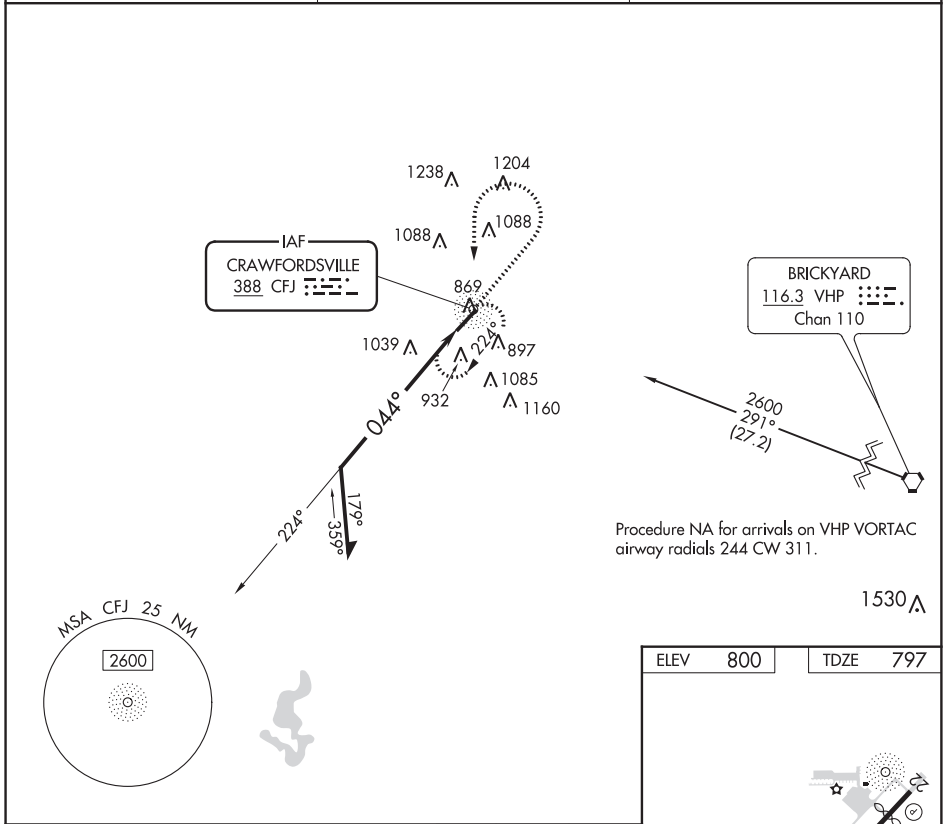 1238
1204
1088
1088
IAF
CRAWFORDSVILLE
388 CFJ
869
BRICKYARD
116.3 VHP
Chan 110
1039
224°
897
932
1085
1160
044°
2600
291°
(27.2)
179°
359°
224°
Procedure NA for arrivals on VHP VORTAC
airway radials 244 CW 311.
1530
MSA CFJ 25 NM
2600
ELEV 800
TDZE 797
22
P